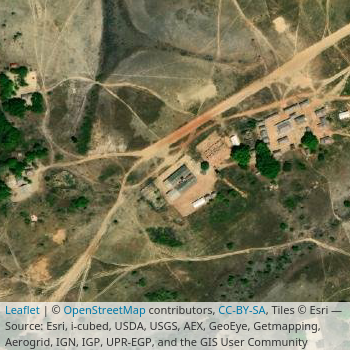 Leaflet | © OpenStreetMap contributors, CC-BY-SA, Tiles © Esri —
Source: Esri, i-cubed, USDA, USGS, AEX, GeoEye, Getmapping,
Aerogrid, IGN, IGP, UPR-EGP, and the GIS User Community